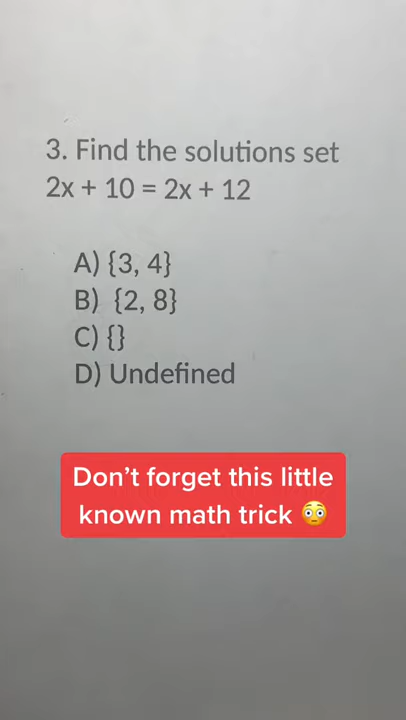 3. Find the solutions set
2x + 10 = 2x + 12
A) {3, 4}
B) {2, 8}
C) {}
D) Undefined
Don’t forget this little
known math trick 😳